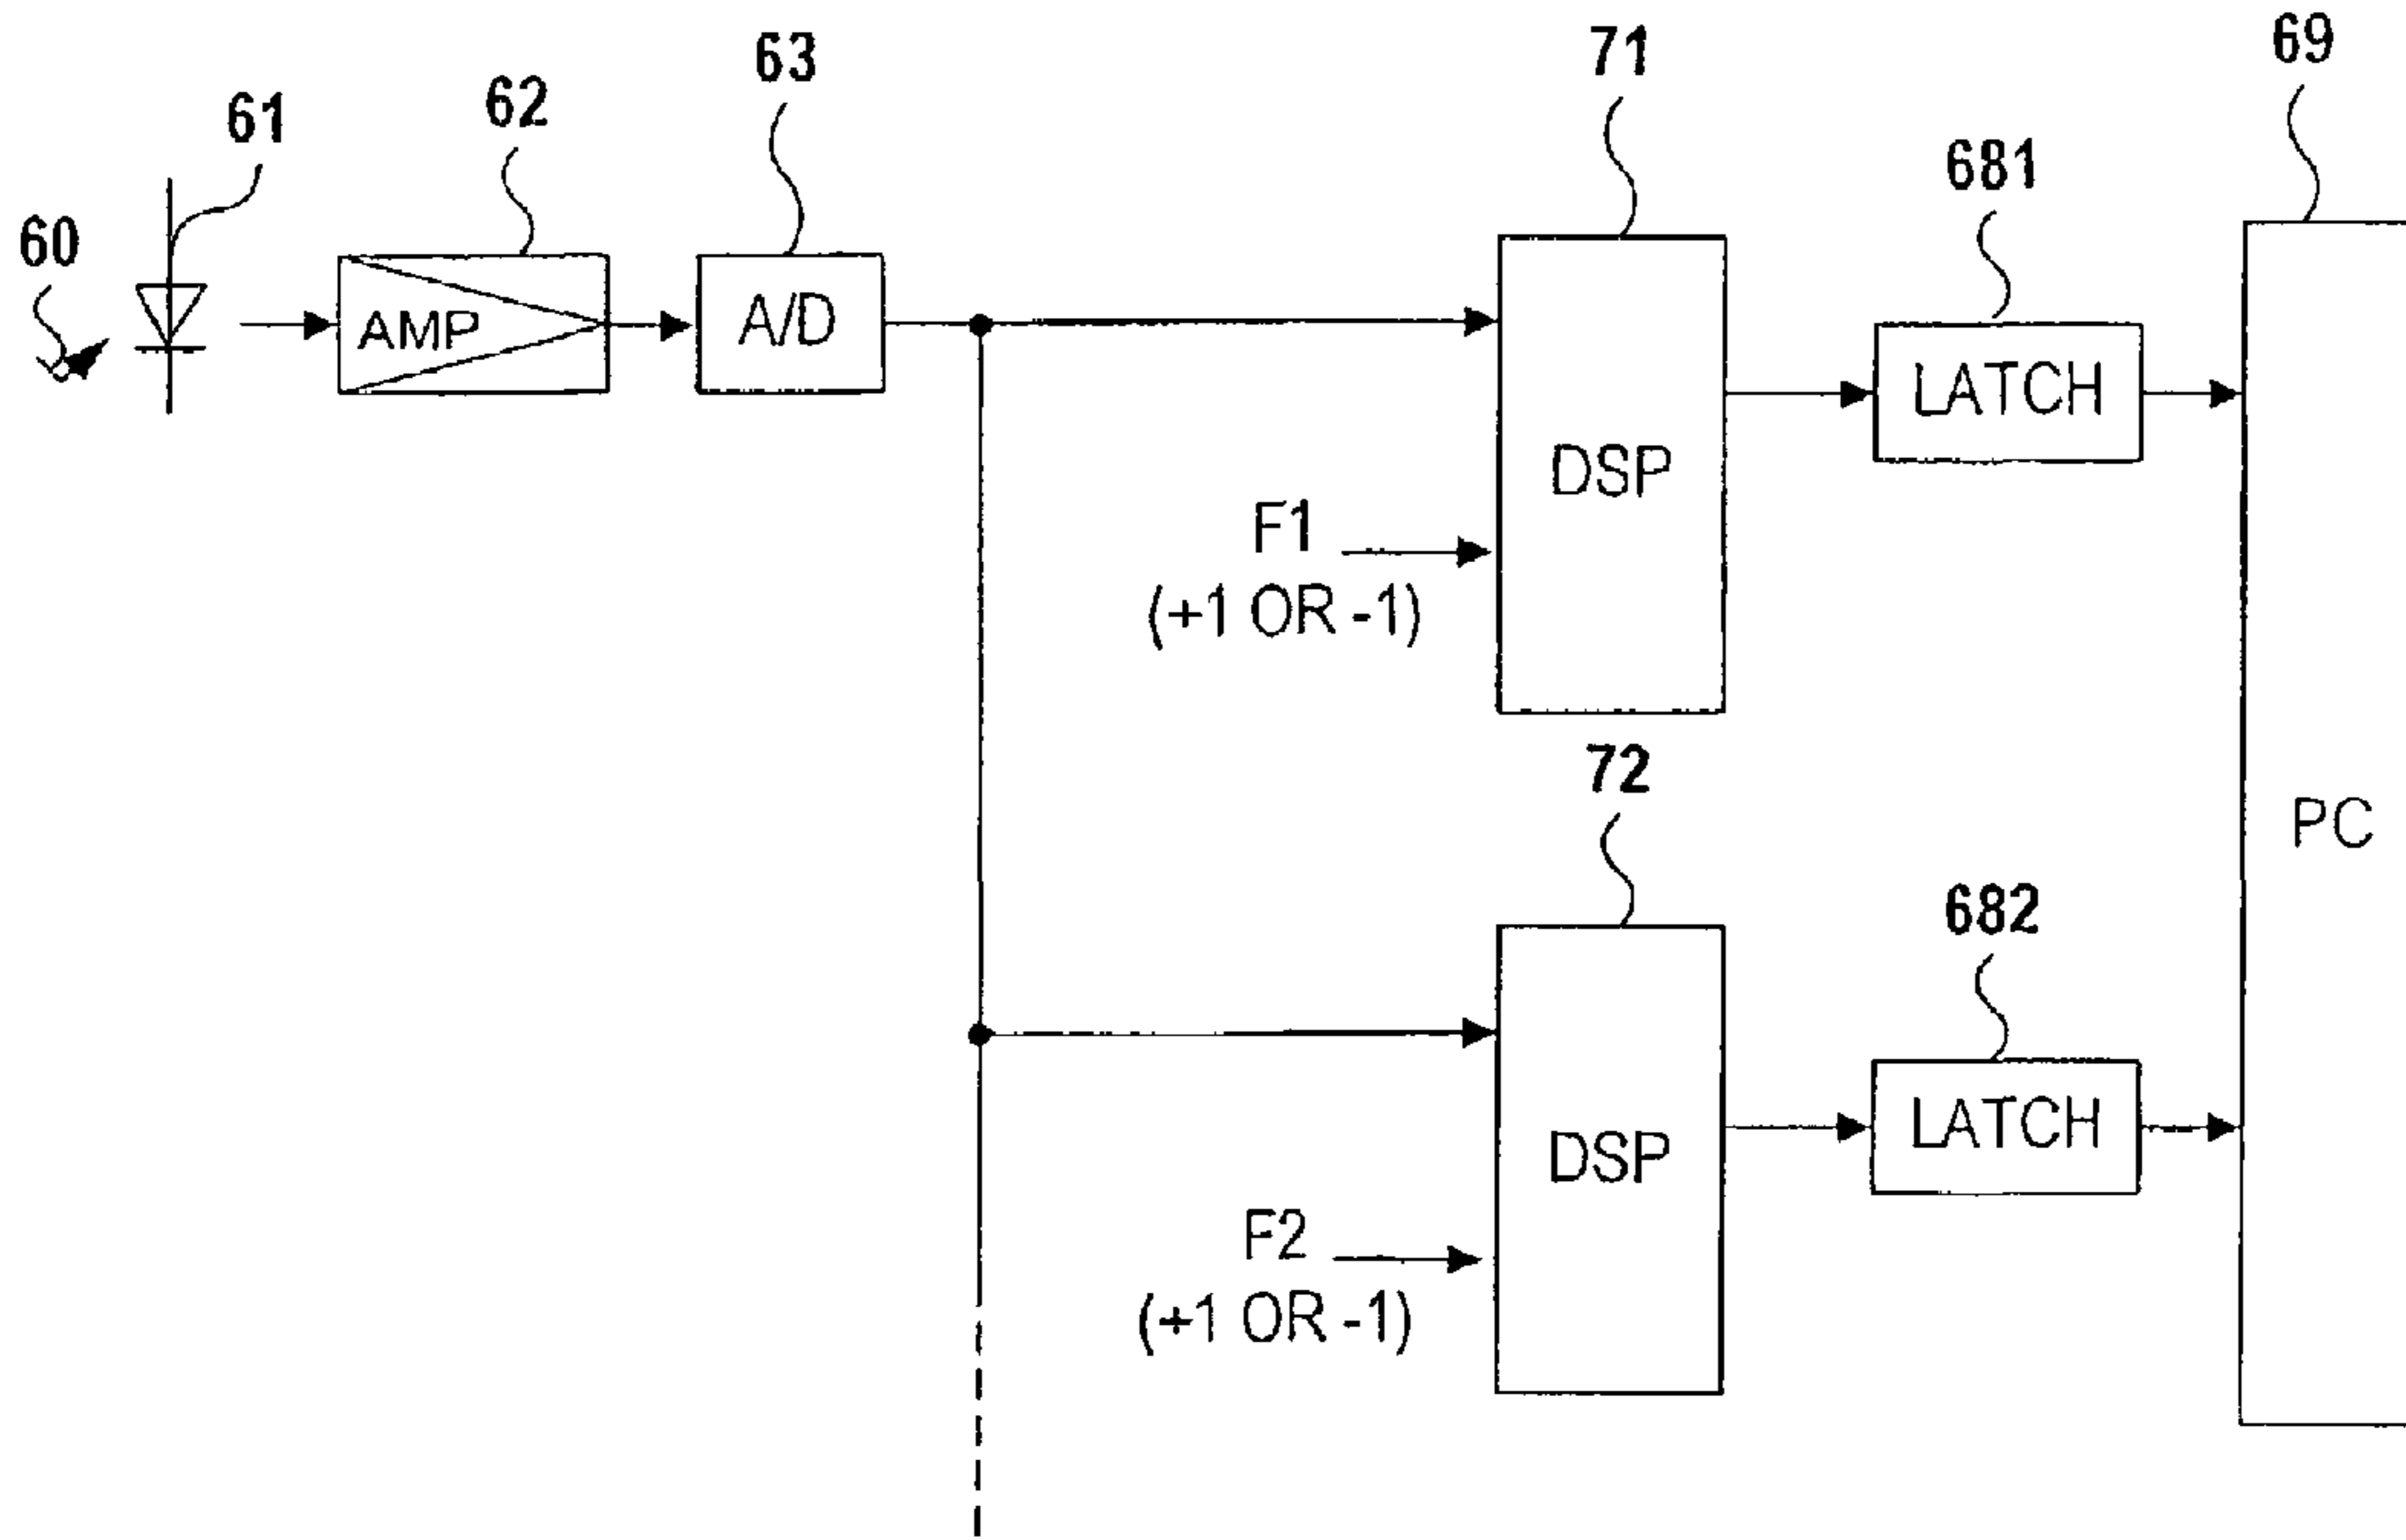 69
71
63
62
61
681
60
AMP
A/D
LATCH
DSP
F1
(+1 OR -1)
72
PC
682
LATCH
DSP
F2
(+1 OR -1)